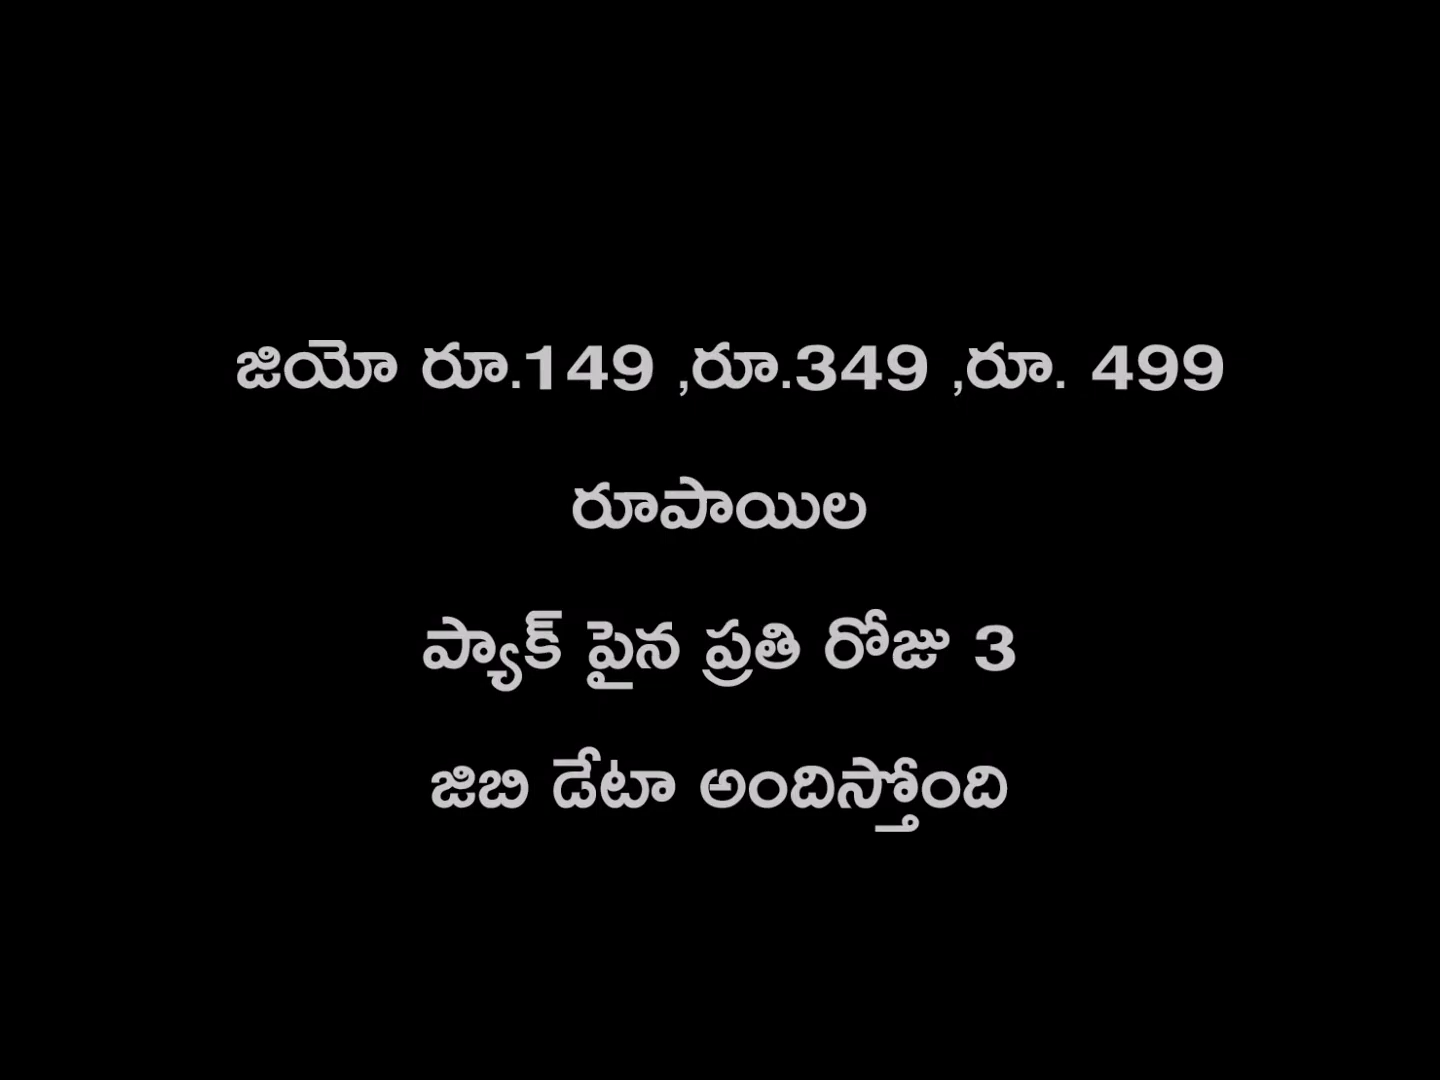 జియో రూ.149 ,రూ.349 ,రూ. 499
రూపాయిల
ప్యాక్ పైన ప్రతి రోజు 3
జిబి డేటా అందిస్తోంది